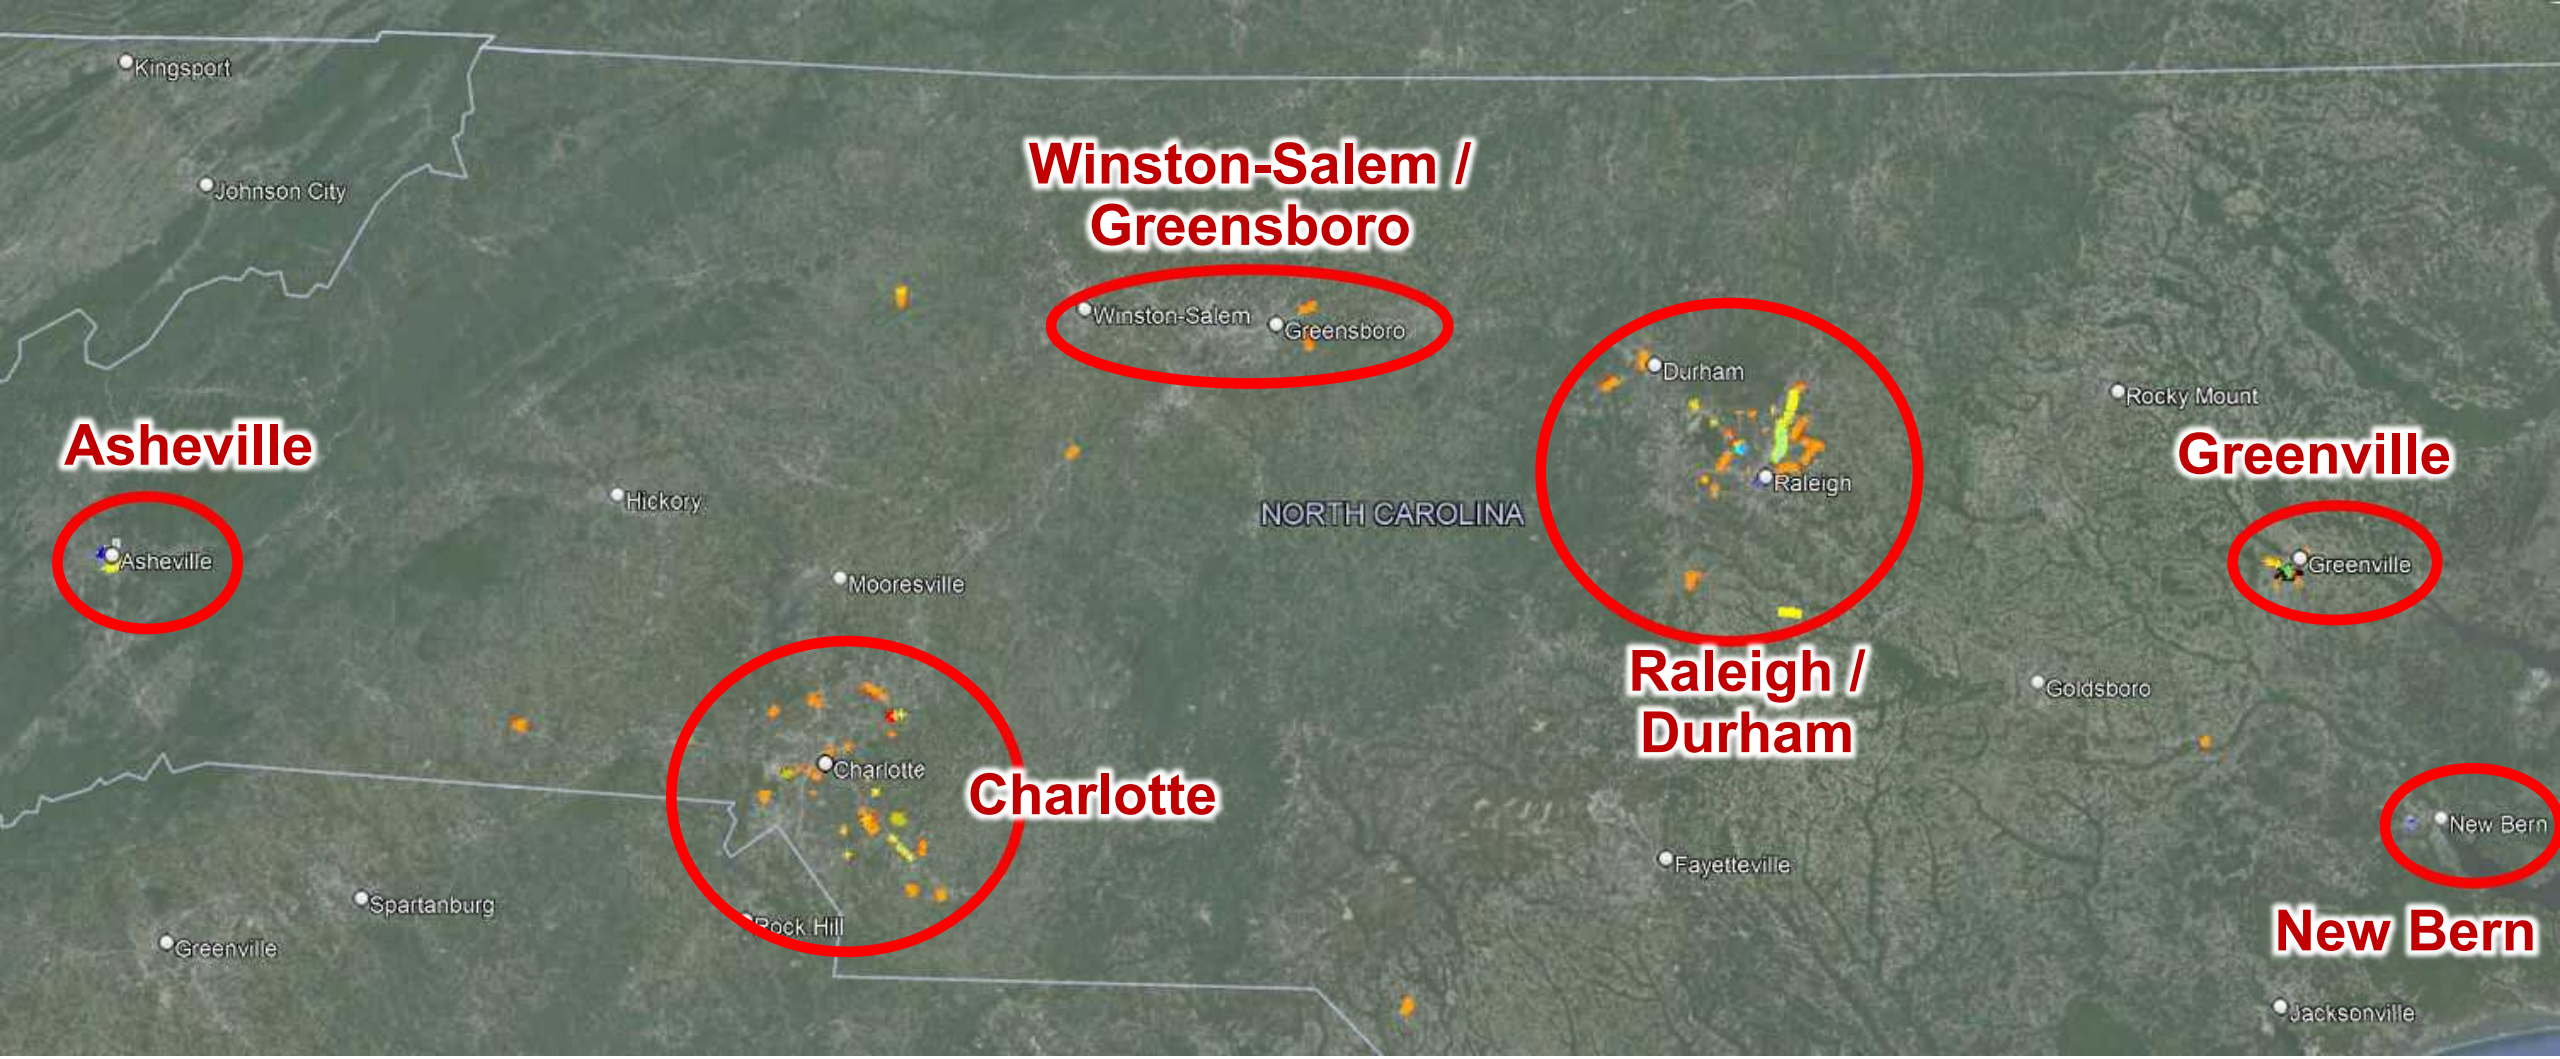 Kingsport
Johnson City
Winston-Salem /
Greensboro
Winston-Salem
Greensboro
Durham
Rocky Mount
Asheville
Greenville
Raleigh
Hickory
NORTH CAROLINA
Asheville
Greenville
Mooresville
Raleigh /
Durham
Goldsboro
Charlotte
Charlotte
New Bern
Fayetteville
Spartanburg
Rock Hill
Greenville
New Bern
Jacksonville